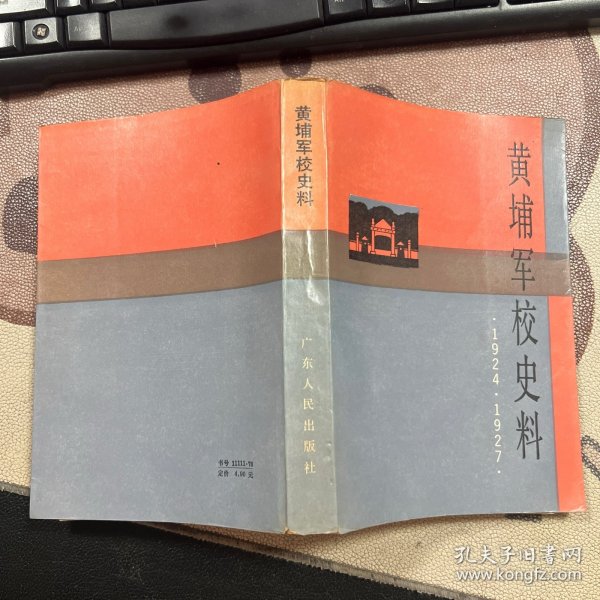 黄埔军校史料
·1924·1927·
黄埔军校史料
广东人民出版社
书号 11111·78
定价 4.90 元
孔夫子旧书网
www.kongfz.com